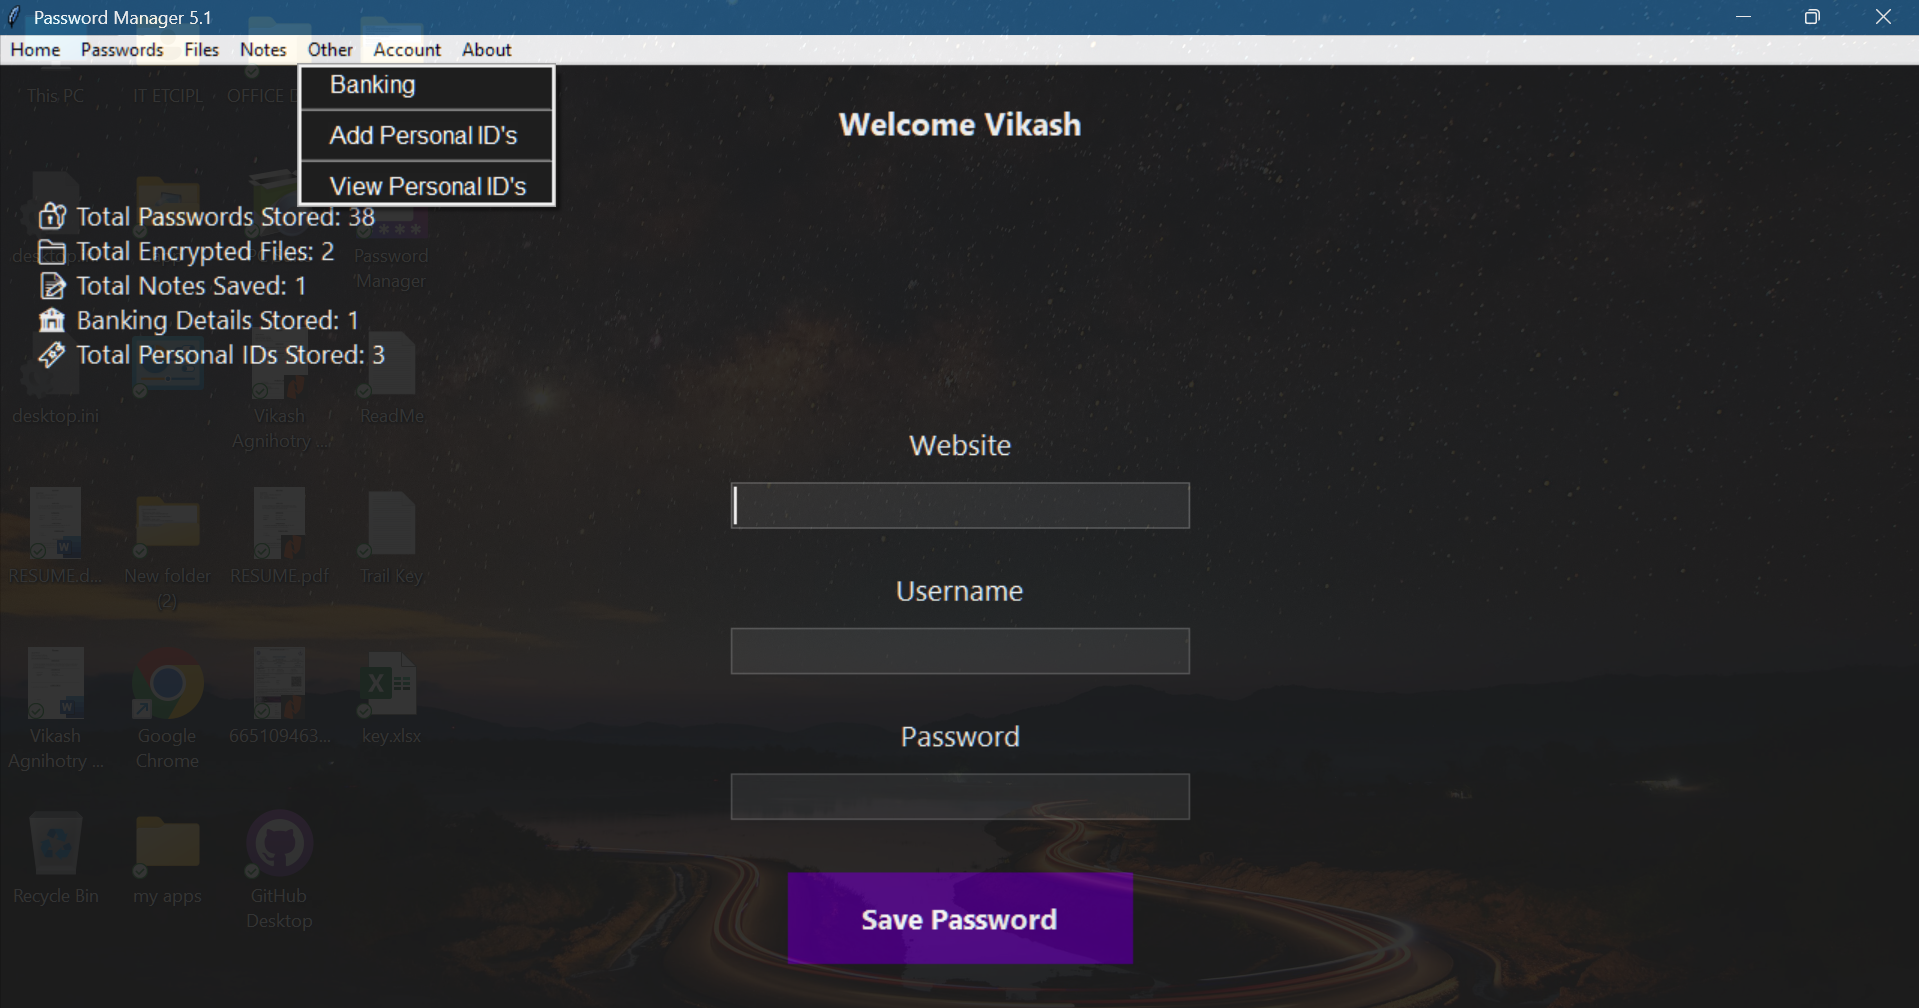 Password Manager 5.1
Home Passwords Files Notes Other Account About
Banking
Add Personal ID's
View Personal ID's
Welcome Vikash
Total Passwords Stored: 38
Total Encrypted Files: 2
Total Notes Saved: 1
Banking Details Stored: 1
Total Personal IDs Stored: 3
Website
Username
Password
Save Password
This PC
IT ETCIPL
OFFICE
Password
Manager
desktop.ini
Vikash
Agnihotry ...
ReadMe
RESUME.d...
New folder
(2)
RESUME.pdf
Trail Key
Vikash
Agnihotry ...
Google
Chrome
665109463...
key.xlsx
Recycle Bin
my apps
GitHub
Desktop